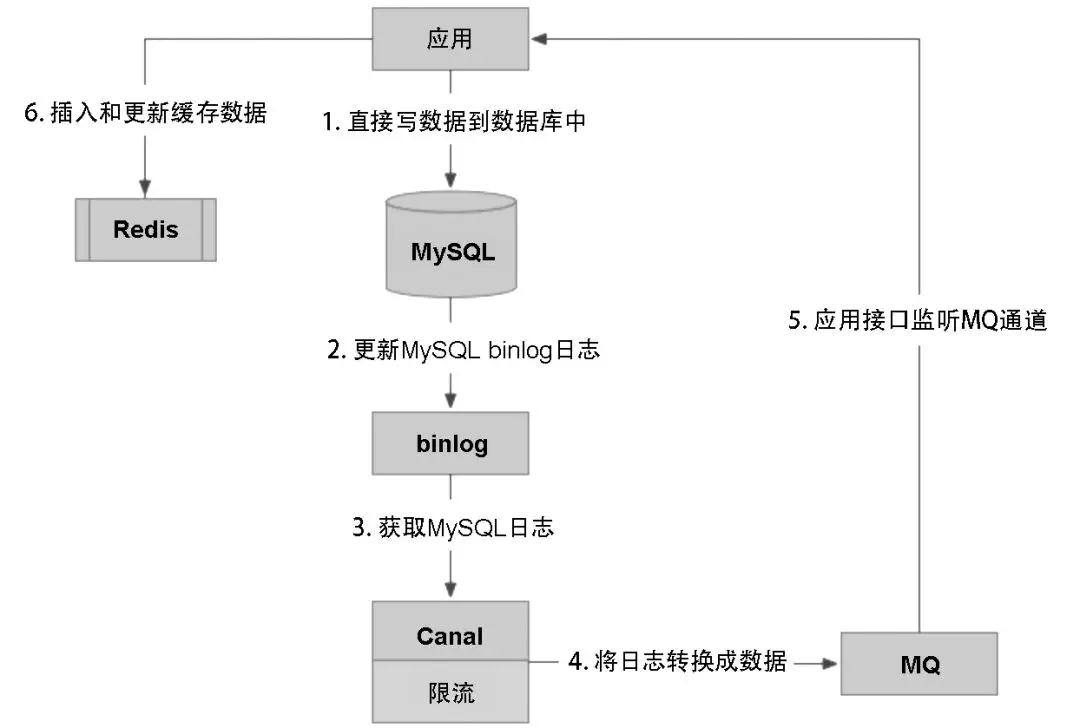 应用
6. 插入和更新缓存数据
1. 直接写数据到数据库中
Redis
MySQL
5. 应用接口监听MQ通道
2. 更新MySQL binlog日志
binlog
3. 获取MySQL日志
Canal
4. 将日志转换成数据
MQ
限流